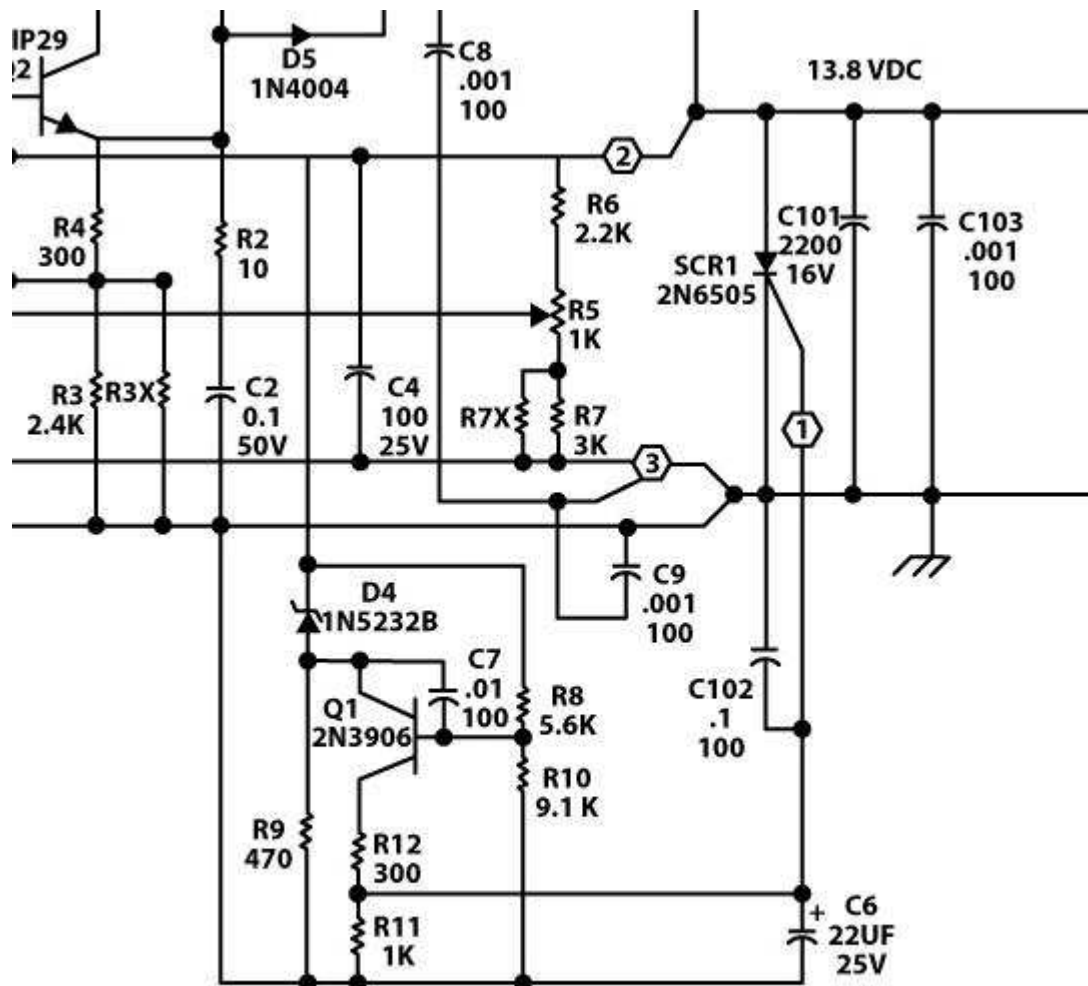 IP29
Q2
D5
1N4004
C8
.001
100
13.8 VDC
2
R4
300
R2
10
R6
2.2K
C101
2200
16V
C103
.001
100
SCR1
2N6505
R5
1K
R3
2.4K
R3X
C2
0.1
50V
C4
100
25V
R7X
R7
3K
1
3
D4
1N5232B
C9
.001
100
C7
.01
100
Q1
2N3906
R8
5.6K
C102
.1
100
R10
9.1 K
R9
470
R12
300
R11
1K
+
C6
22UF
25V